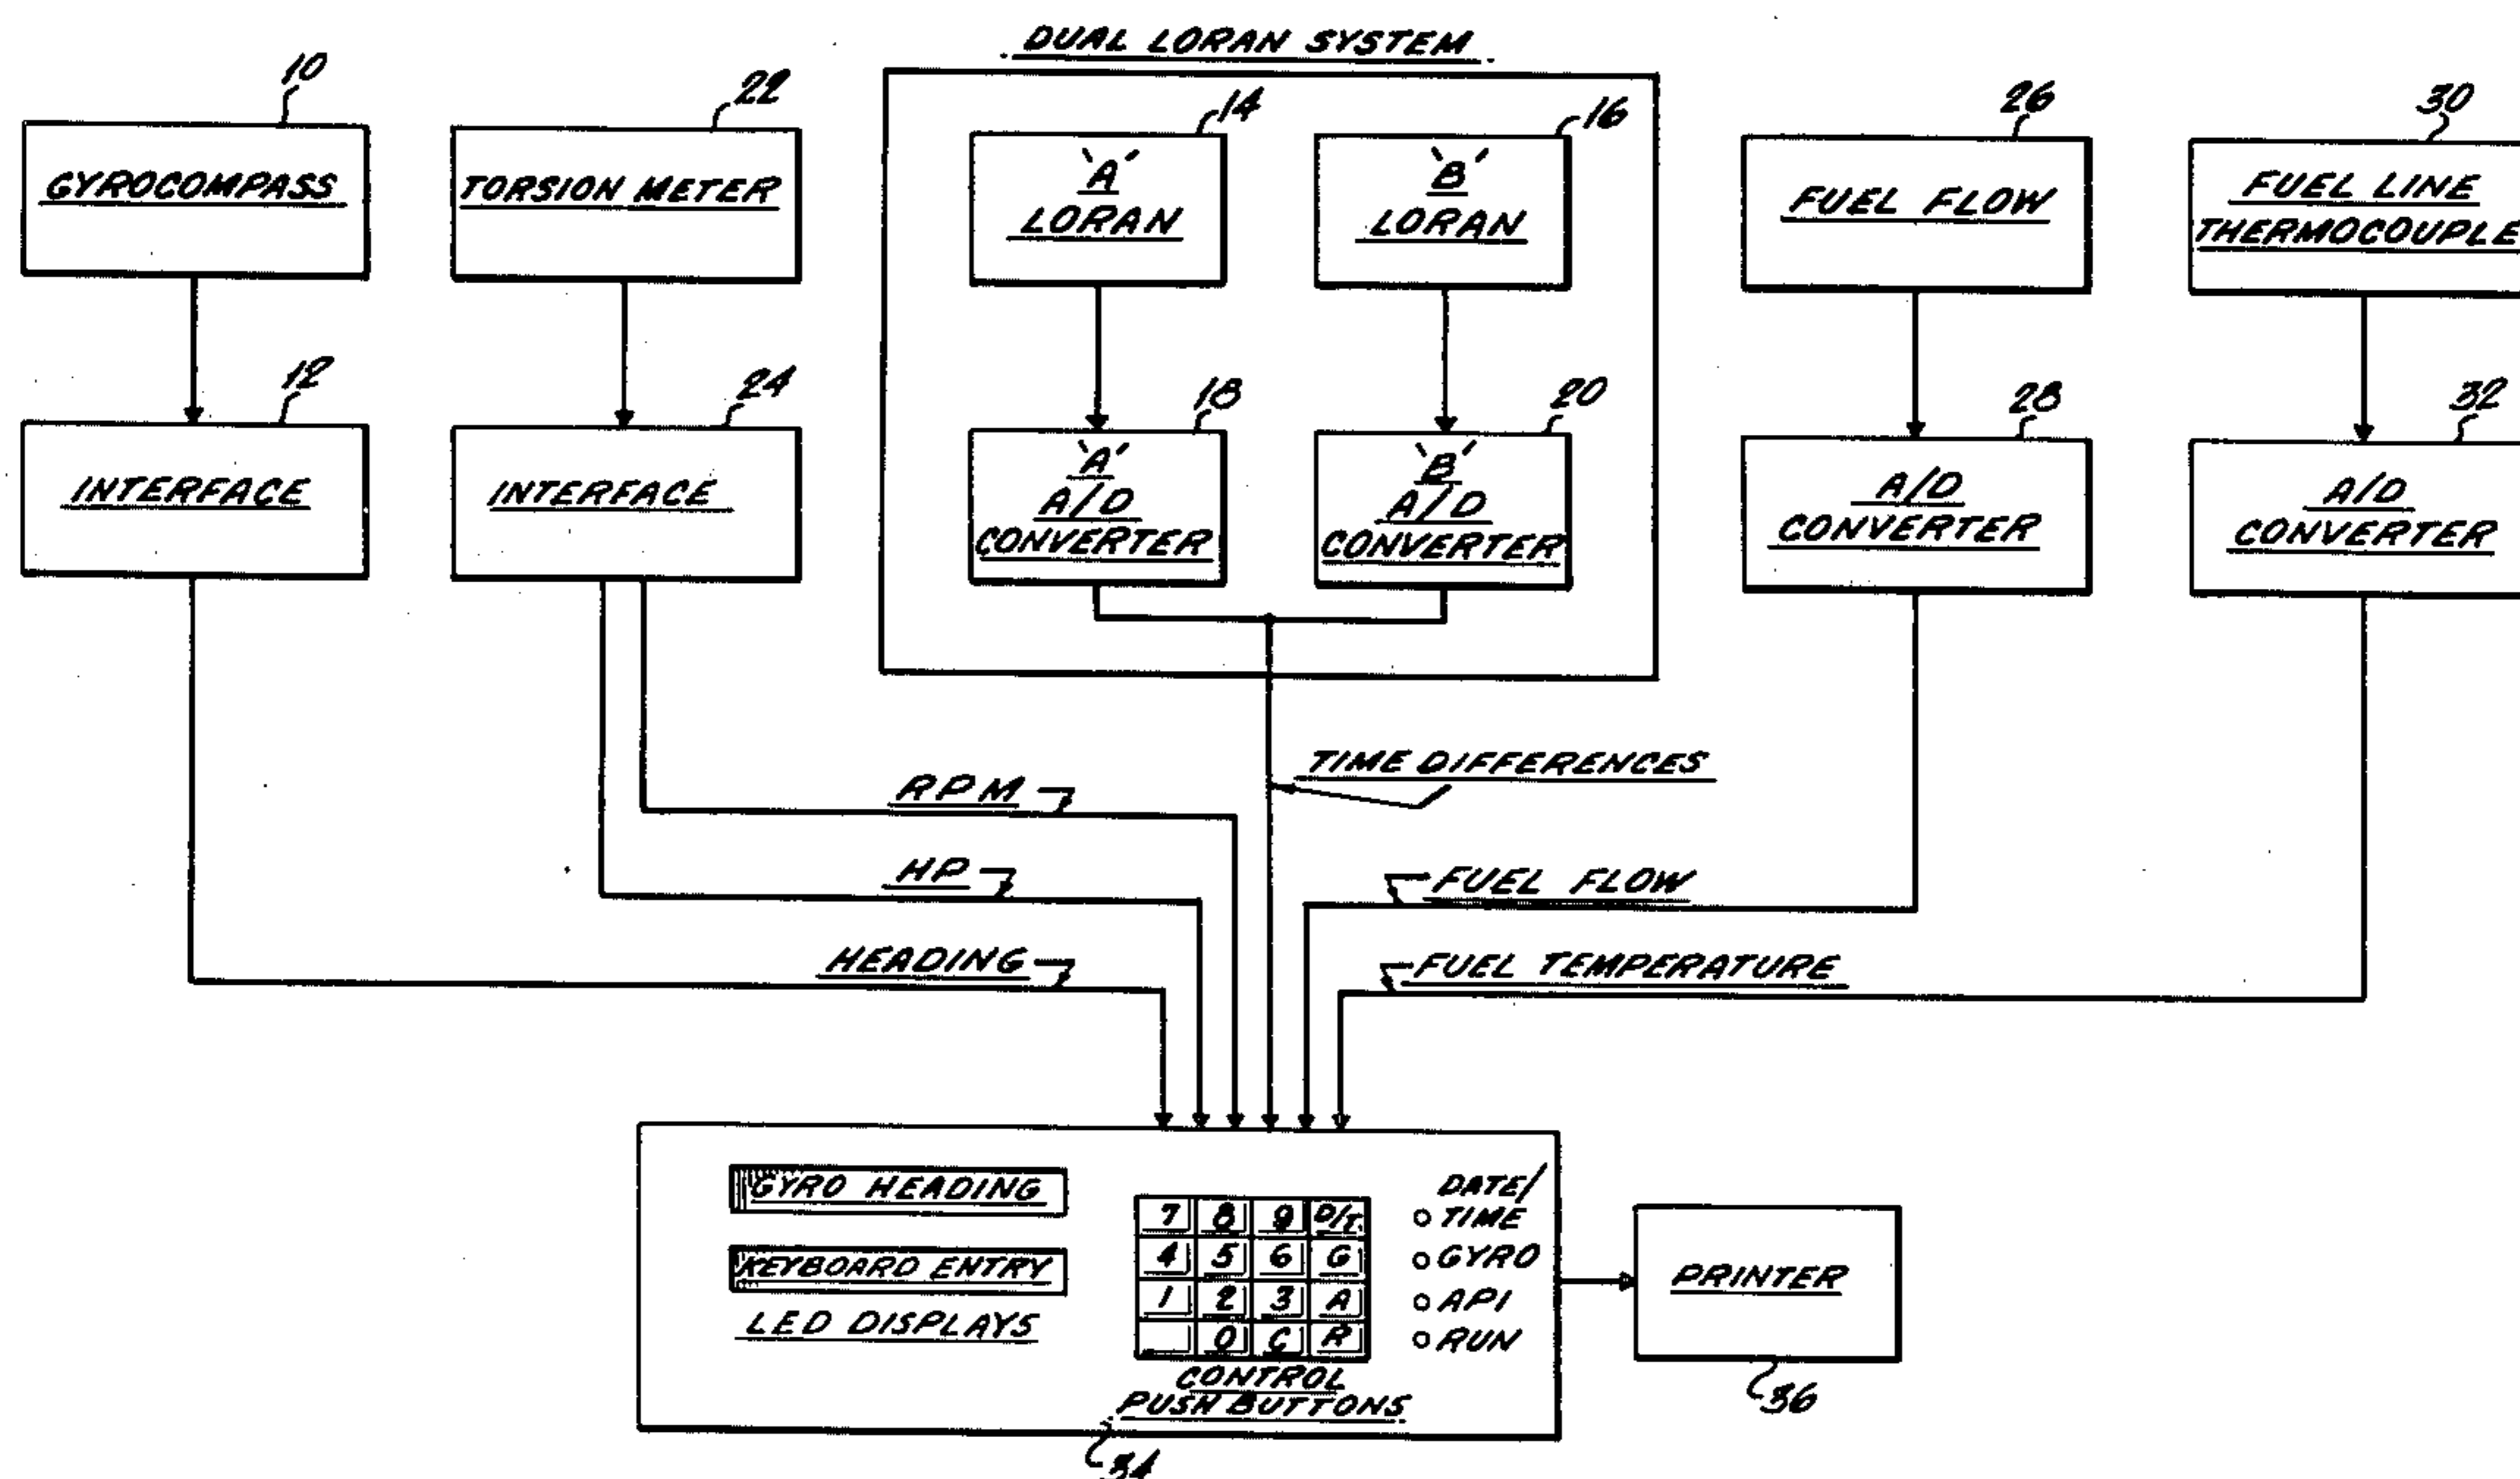 DUAL LORAN SYSTEM
10
22
14
16
26
30
GYROCOMPASS
TORSION METER
'A'
LORAN
'B'
LORAN
FUEL FLOW
FUEL LINE
THERMOCOUPLE
12
24
18
20
28
32
INTERFACE
INTERFACE
'A'
A/D
CONVERTER
'B'
A/D
CONVERTER
A/D
CONVERTER
A/D
CONVERTER
TIME DIFFERENCES
RPM
HP
FUEL FLOW
HEADING
FUEL TEMPERATURE
GYRO HEADING
KEYBOARD ENTRY
LED DISPLAYS
7 8 9 D/T
4 5 6 G
1 2 3 A
0 C R
CONTROL
PUSH BUTTONS
DATE/
TIME
GYRO
API
RUN
PRINTER
36
34